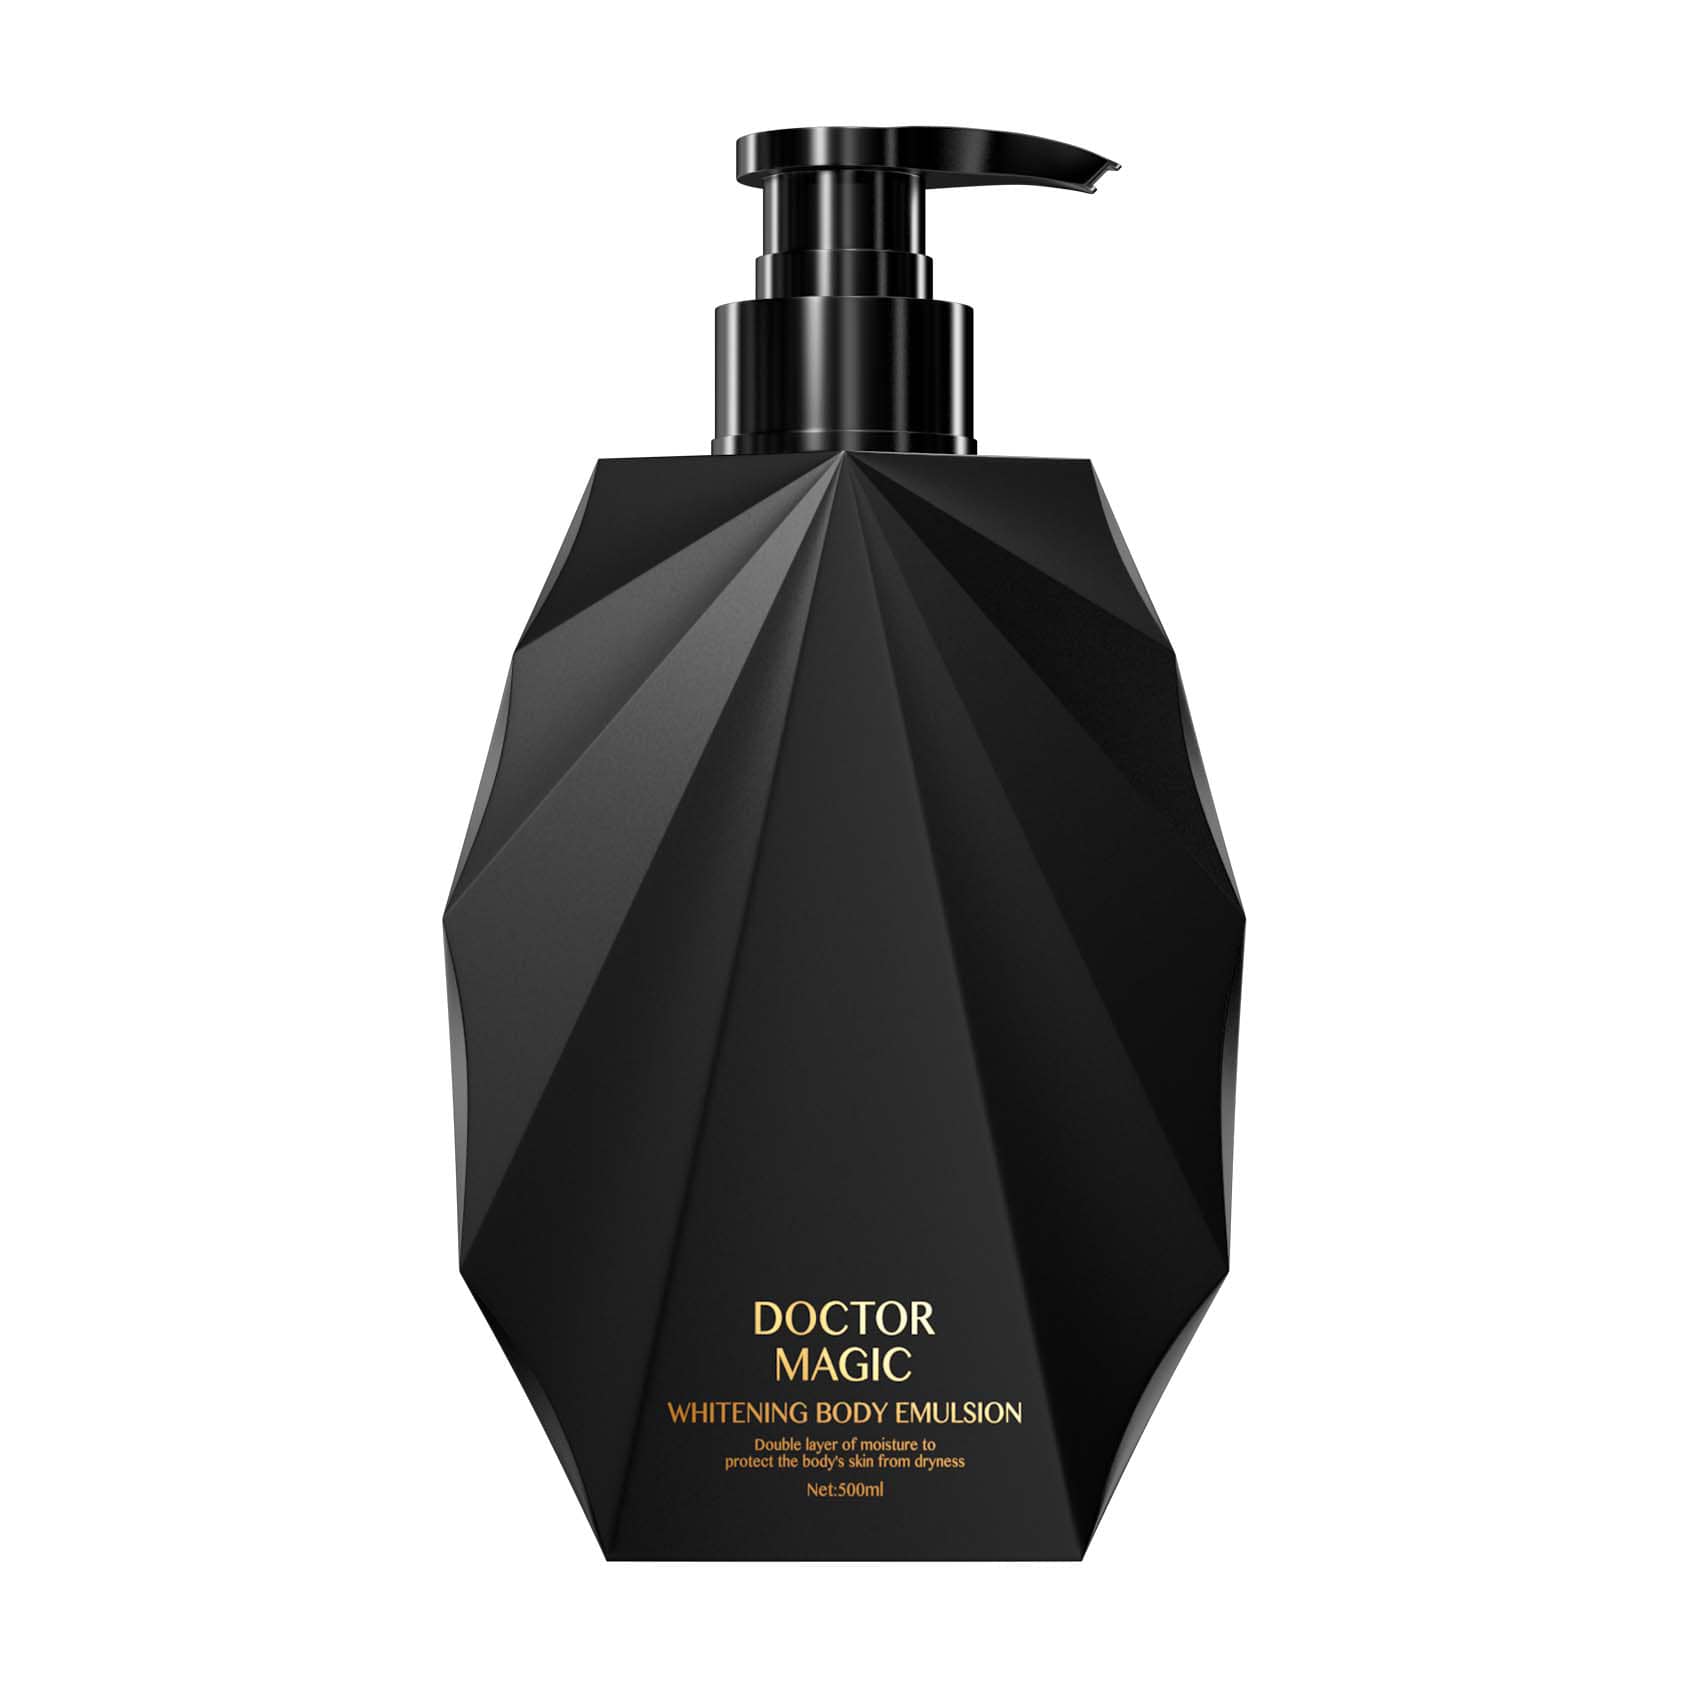 DOCTOR
MAGIC
WHITENING BODY EMULSION
Double layer of moisture to
protect the body's skin from dryness
Net:500ml